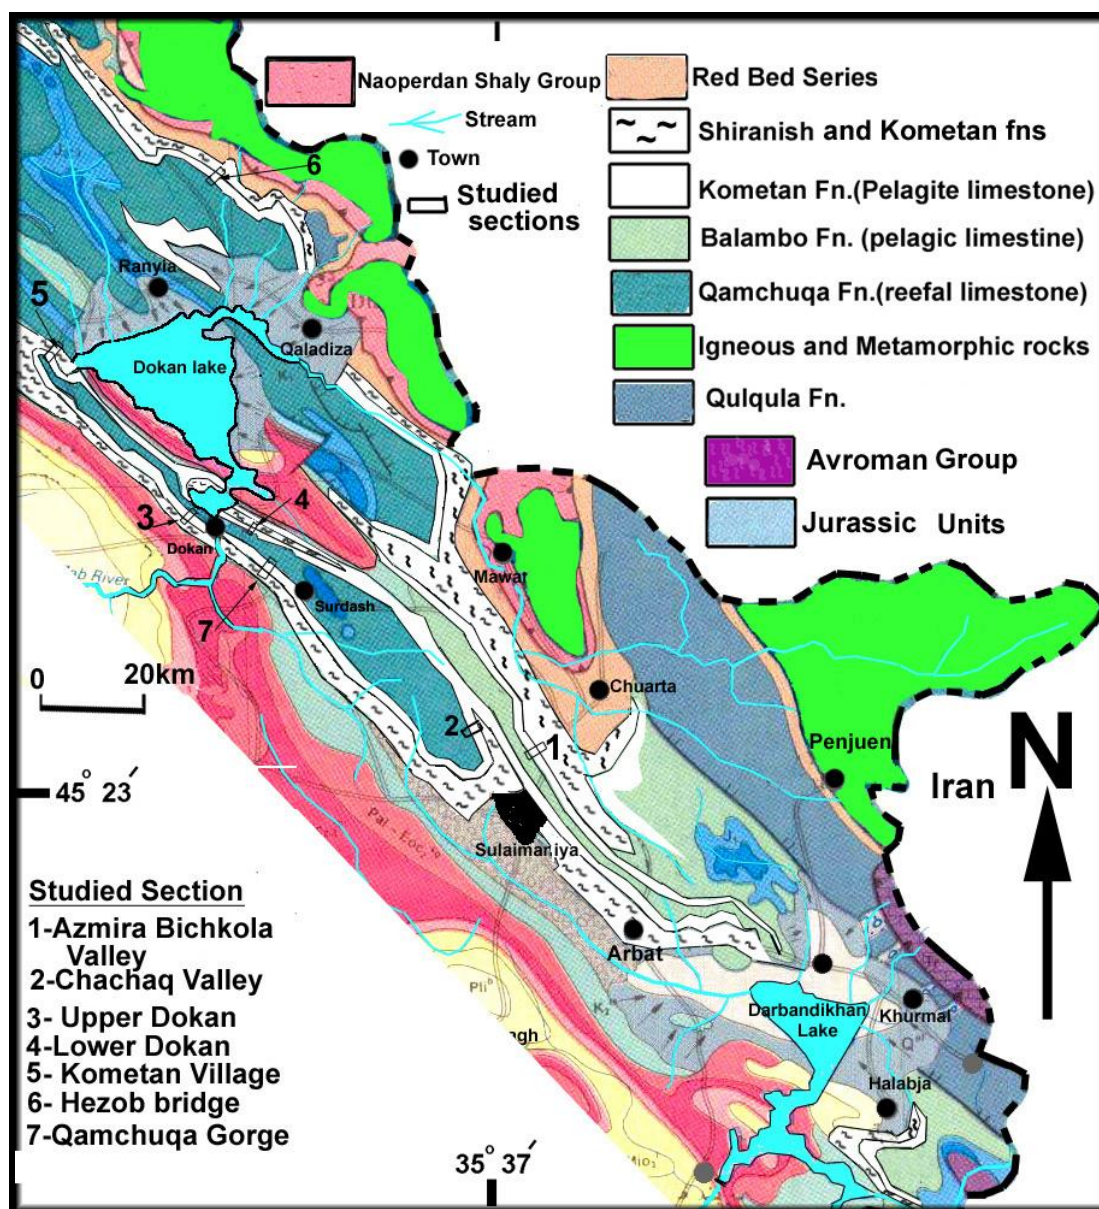 Naoperdan Shaly Group
Red Bed Series
Stream
Shiranish and Kometan fns
Town
Studied
sections
Kometan Fn.(Pelagite limestone)
Balambo Fn. (pelagic limestine)
Qamchuqa Fn.(reefal limestone)
Igneous and Metamorphic rocks
Qulqula Fn.
Avroman Group
Jurassic Units
6
Ranyia
5
Qaladiza
Dokan lake
3
4
Dokan
Mawat
Surdash
7
0 20km
Chuarta
2
1
Penjuen
Iran
N
45° 23′
Pal-Eoc
Sulaimaniya
Studied Section
1-Azmira Bichkola
Valley
2-Chachaq Valley
3- Upper Dokan
4-Lower Dokan
5- Kometan Village
6- Hezob bridge
7-Qamchuqa Gorge
Arbat
Pliᵇ
Darbandikhan
Lake
Khurmal
Halabja
35° 37′